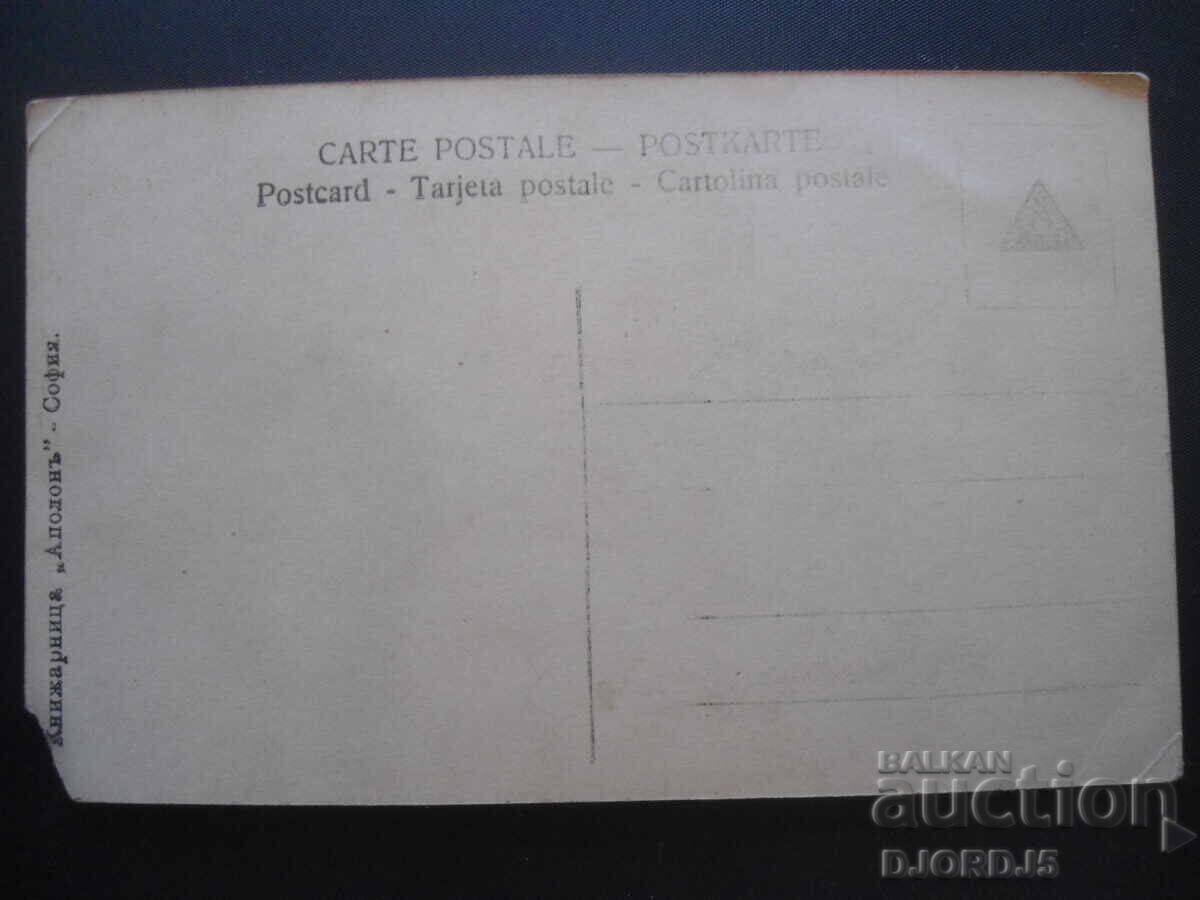 CARTE POSTALE — POSTKARTE
Postcard - Tarjeta postale - Cartolina postale
Книжарница „Аполонъ" - София.
BALKAN
auction
DJORDJ5